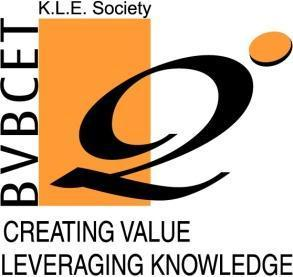 K.L.E. Society
BVBCET
CREATING VALUE
LEVERAGING KNOWLEDGE